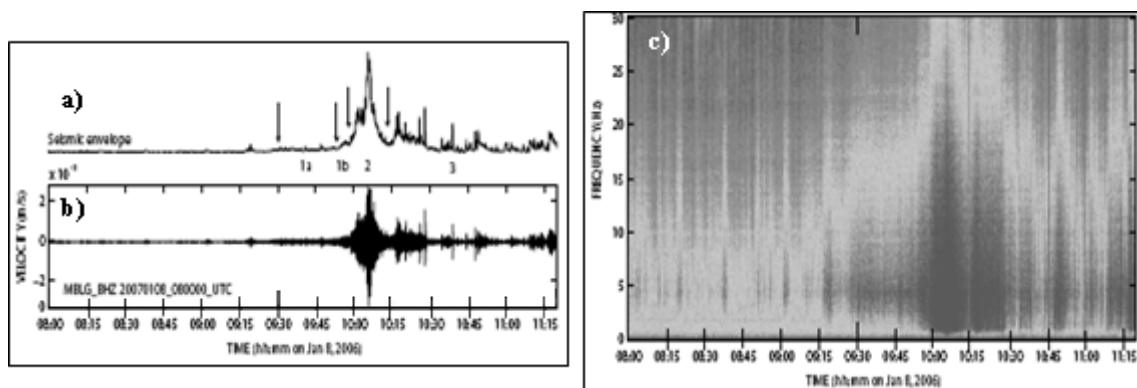 a)
Seismic envelope
1a 1b 2 3
x 10
b)
VELOCITY (m/s)
2
0
-2
MBLG_BHZ 20070108_080000_UTC
08:00 08:15 08:30 08:45 09:00 09:15 09:30 09:45 10:00 10:15 10:30 10:45 11:00 11:15
TIME (hh:mm on Jan 8, 2006)
c)
FREQUENCY (Hz)
30
25
20
15
10
5
0
08:00 08:15 08:30 08:45 09:00 09:15 09:30 09:45 10:00 10:15 10:30 10:45 11:00 11:15
TIME (hh:mm on Jan 8, 2006)